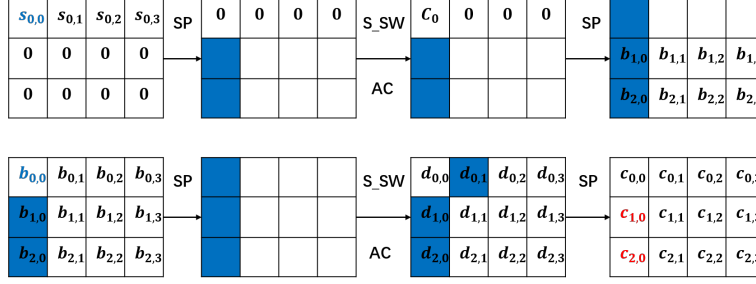 s0,0 s0,1 s0,2 s0,3 SP 0 0 0 0 S_SW C0 0 0 0 SP
0 0 0 0 b1,0 b1,1 b1,2
0 0 0 0 AC b2,0 b2,1 b2,2
b0,0 b0,1 b0,2 b0,3 SP S_SW d0,0 d0,1 d0,2 d0,3 SP c0,0 c0,1 c0,2
b1,0 b1,1 b1,2 b1,3 d1,0 d1,1 d1,2 d1,3 c1,0 c1,1 c1,2
b2,0 b2,1 b2,2 b2,3 AC d2,0 d2,1 d2,2 d2,3 c2,0 c2,1 c2,2